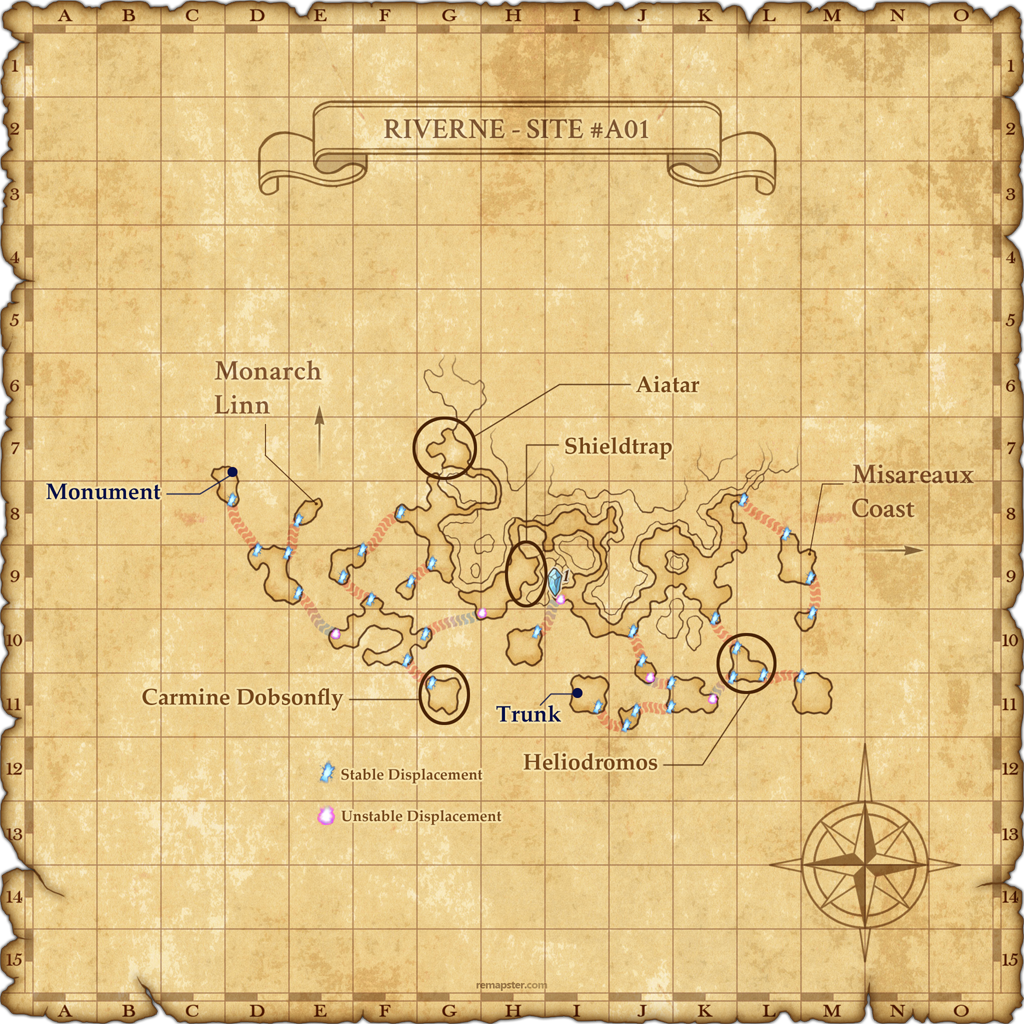 A B C D E F G H I J K L M N O
1 1
2 2
RIVERNE - SITE #A01
3 3
4 4
5 5
Monarch
Linn
6 6
Aiatar
7 7
Shieldtrap
Misareaux
Coast
Monument
8 8
9 9
1
10 10
Carmine Dobsonfly
Trunk
11 11
Heliodromos
12 12
Stable Displacement
Unstable Displacement
13 13
14 14
15 15
remapster.com
A B C D E F G H I J K L M N O